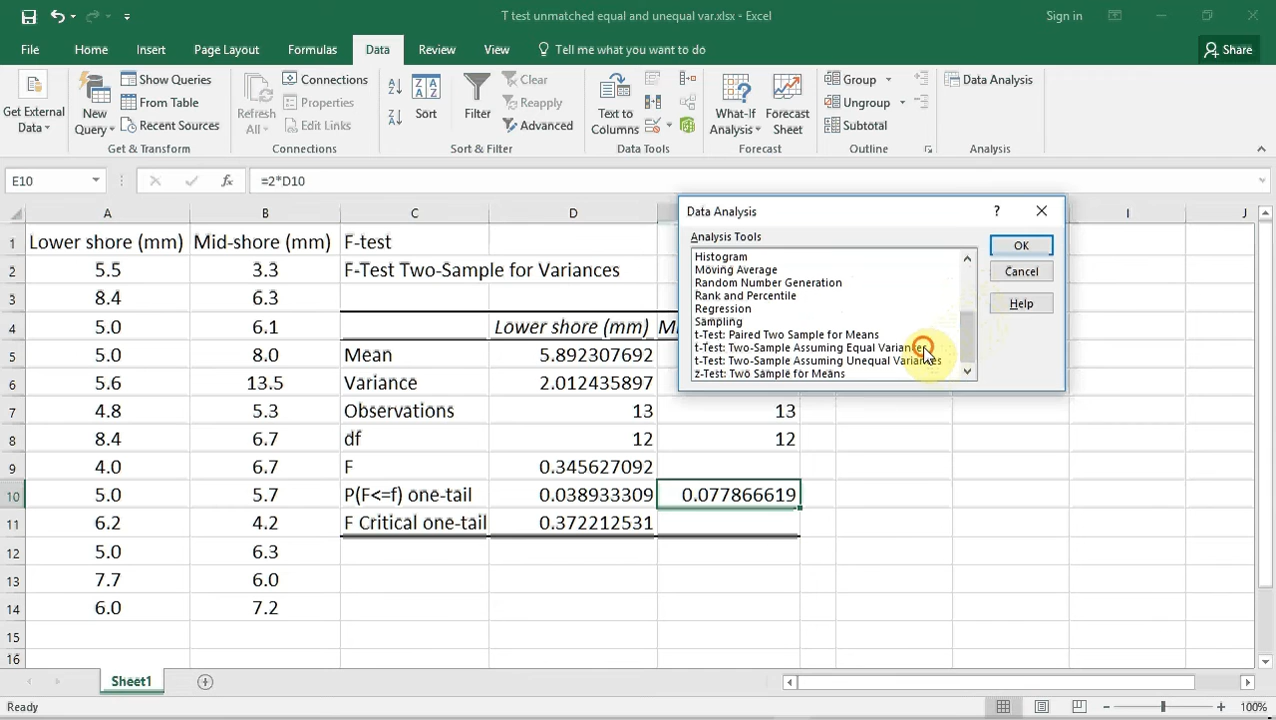 T test unmatched equal and unequal var.xlsx - Excel
Sign in
File Home Insert Page Layout Formulas Data Review View Tell me what you want to do Share
Get External Data
New Query
Show Queries
From Table
Recent Sources
Get & Transform
Refresh All
Connections
Properties
Edit Links
Connections
Sort
Filter
Clear
Reapply
Advanced
Sort & Filter
Text to Columns
Data Tools
What-If Analysis
Forecast Sheet
Forecast
Group
Ungroup
Subtotal
Outline
Data Analysis
Analysis
E10 fx =2*D10
A B C D I J
1 Lower shore (mm) Mid-shore (mm) F-test
2 5.5 3.3 F-Test Two-Sample for Variances
3 8.4 6.3
4 5.0 6.1 Lower shore (mm)
5 5.0 8.0 Mean 5.892307692
6 5.6 13.5 Variance 2.012435897
7 4.8 5.3 Observations 13 13
8 8.4 6.7 df 12 12
9 4.0 6.7 F 0.345627092
10 5.0 5.7 P(F<=f) one-tail 0.038933309 0.077866619
11 6.2 4.2 F Critical one-tail 0.372212531
12 5.0 6.3
13 7.7 6.0
14 6.0 7.2
15
16
Data Analysis
?
Analysis Tools
Histogram
Moving Average
Random Number Generation
Rank and Percentile
Regression
Sampling
t-Test: Paired Two Sample for Means
t-Test: Two-Sample Assuming Equal Variances
t-Test: Two-Sample Assuming Unequal Variances
z-Test: Two Sample for Means
OK
Cancel
Help
Sheet1
Ready
100%